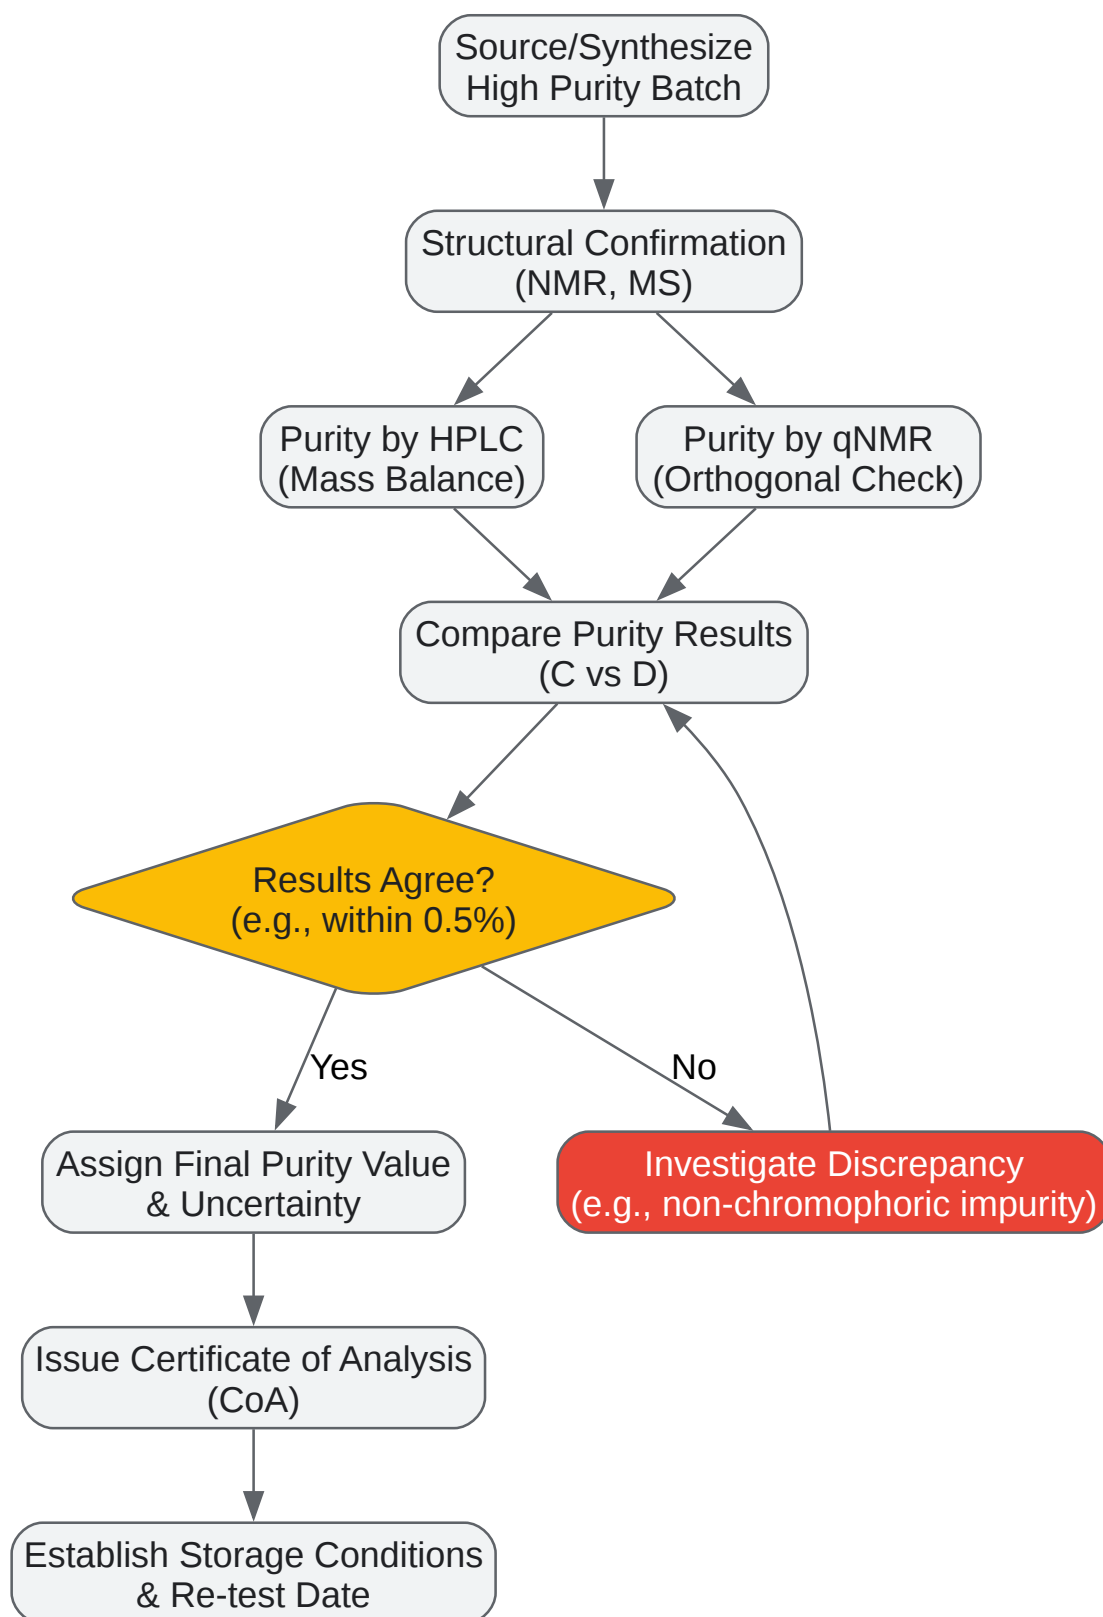 Source/Synthesize
High Purity Batch
Structural Confirmation
(NMR, MS)
Purity by HPLC
(Mass Balance)
Purity by qNMR
(Orthogonal Check)
Compare Purity Results
(C vs D)
Results Agree?
(e.g., within 0.5%)
Yes
No
Assign Final Purity Value
& Uncertainty
Investigate Discrepancy
(e.g., non-chromophoric impurity)
Issue Certificate of Analysis
(CoA)
Establish Storage Conditions
& Re-test Date